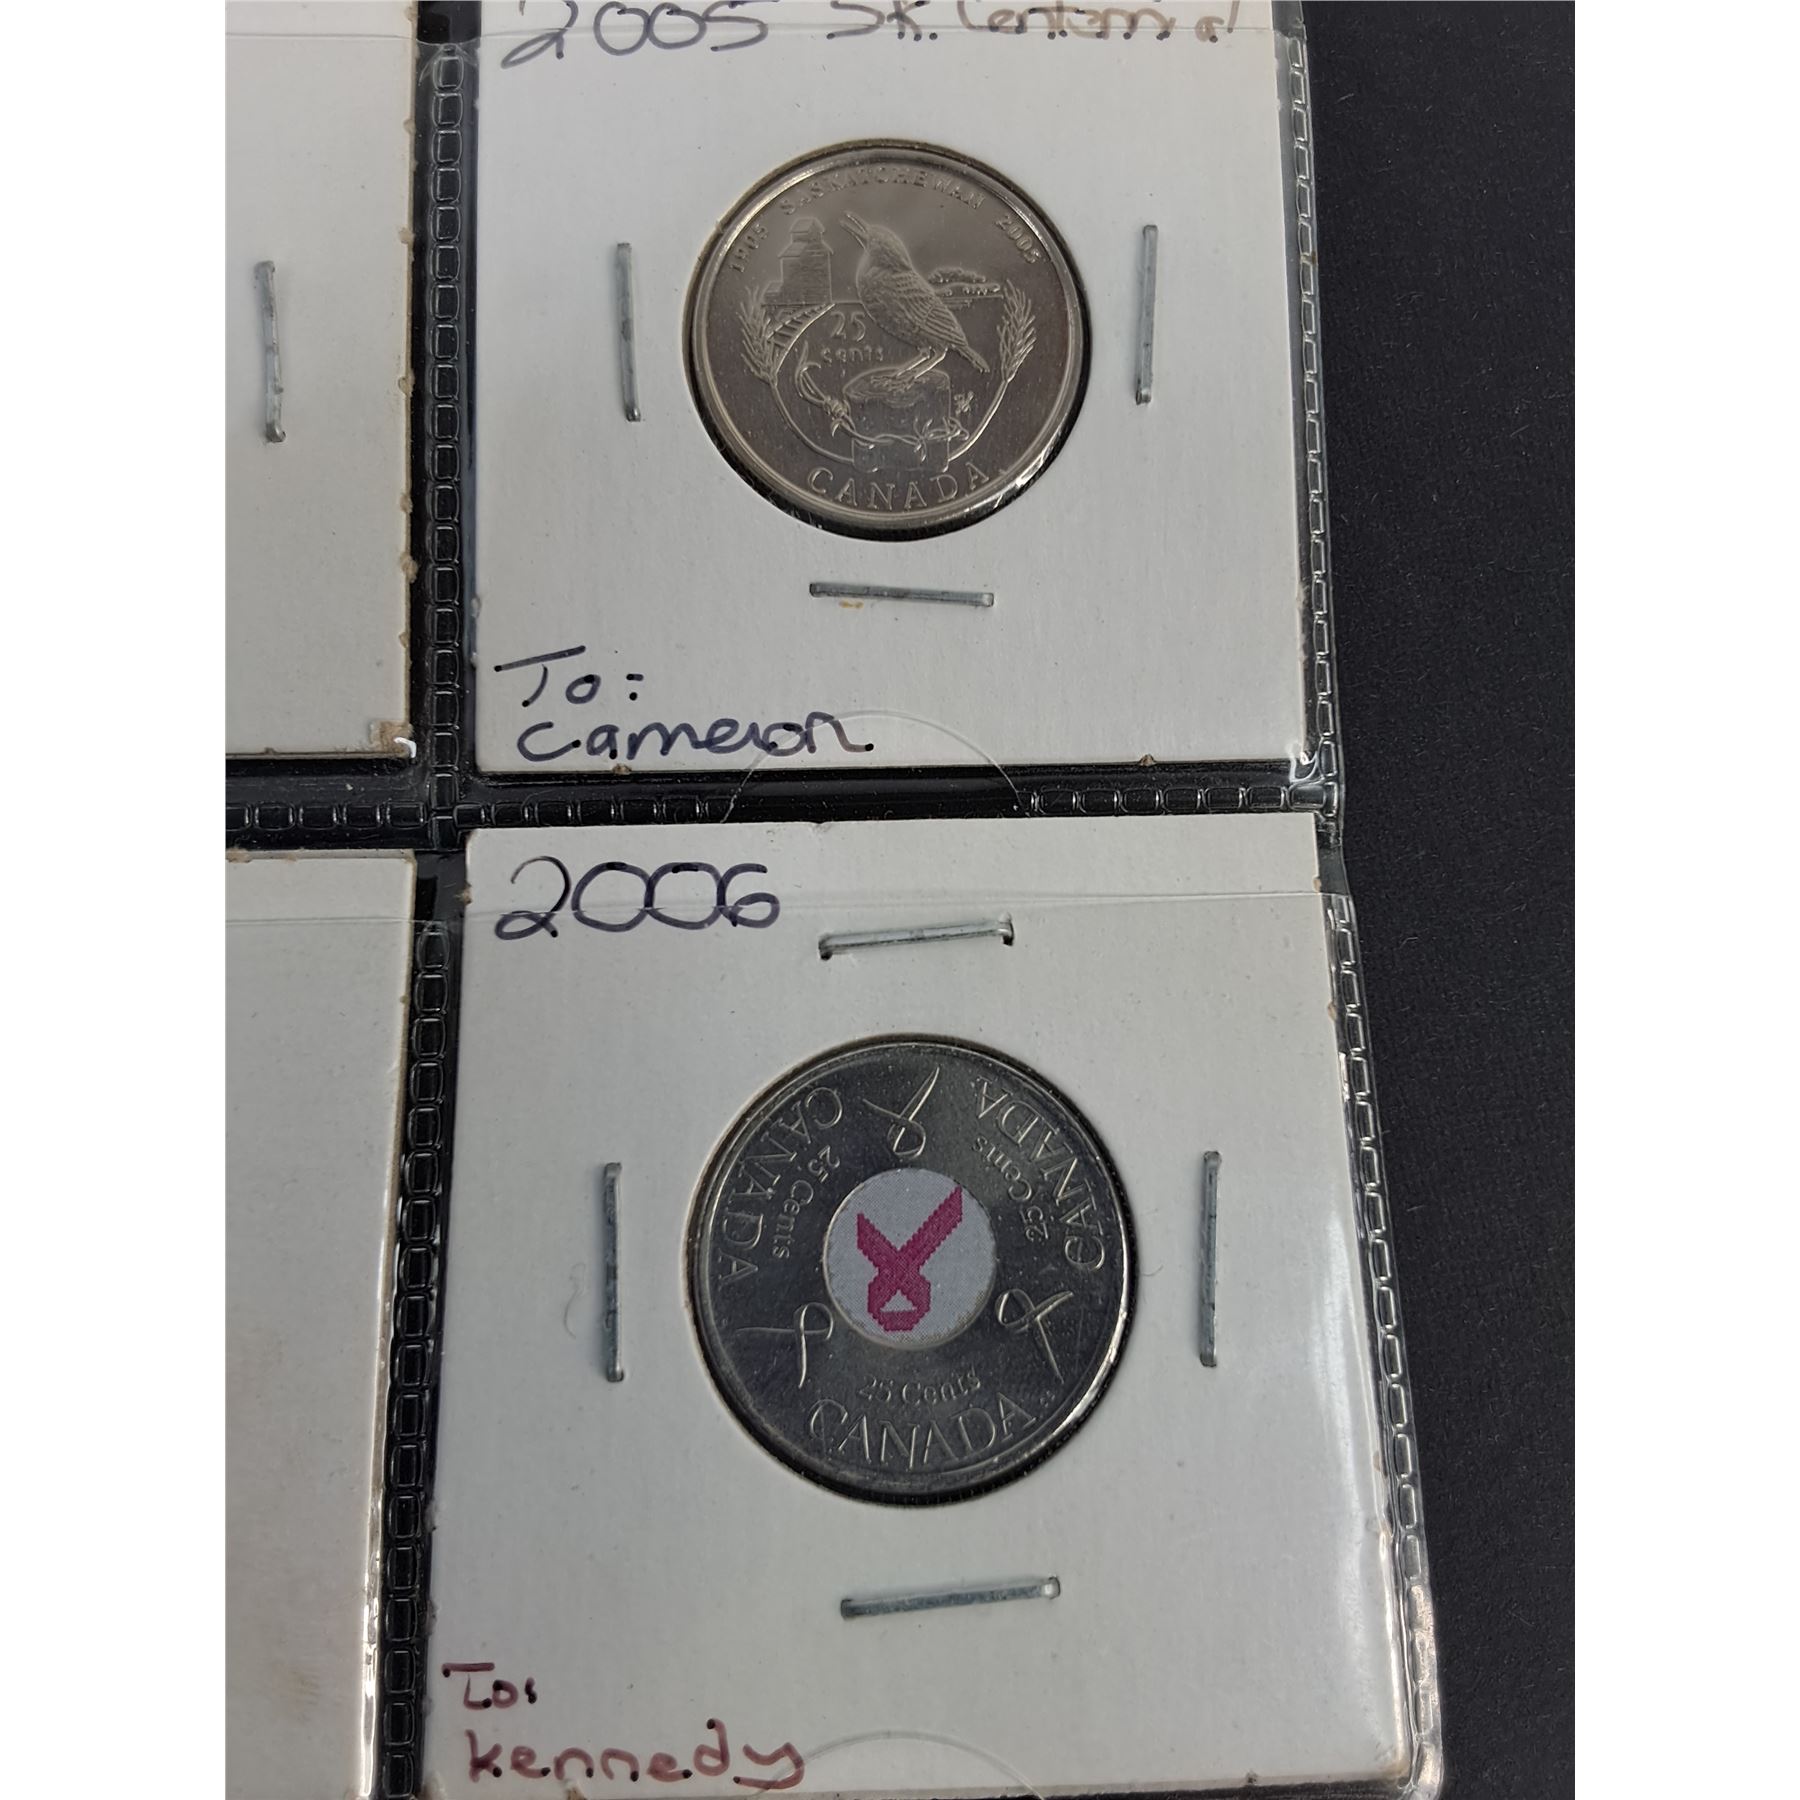 2005 SK. Centennial
1905 SASKATCHEWAN 2005
25
cents
CANADA
To:
Cameron
2006
CANADA
25 Cents
CANADA
25 Cents
25 Cents
CANADA
To:
Kennedy